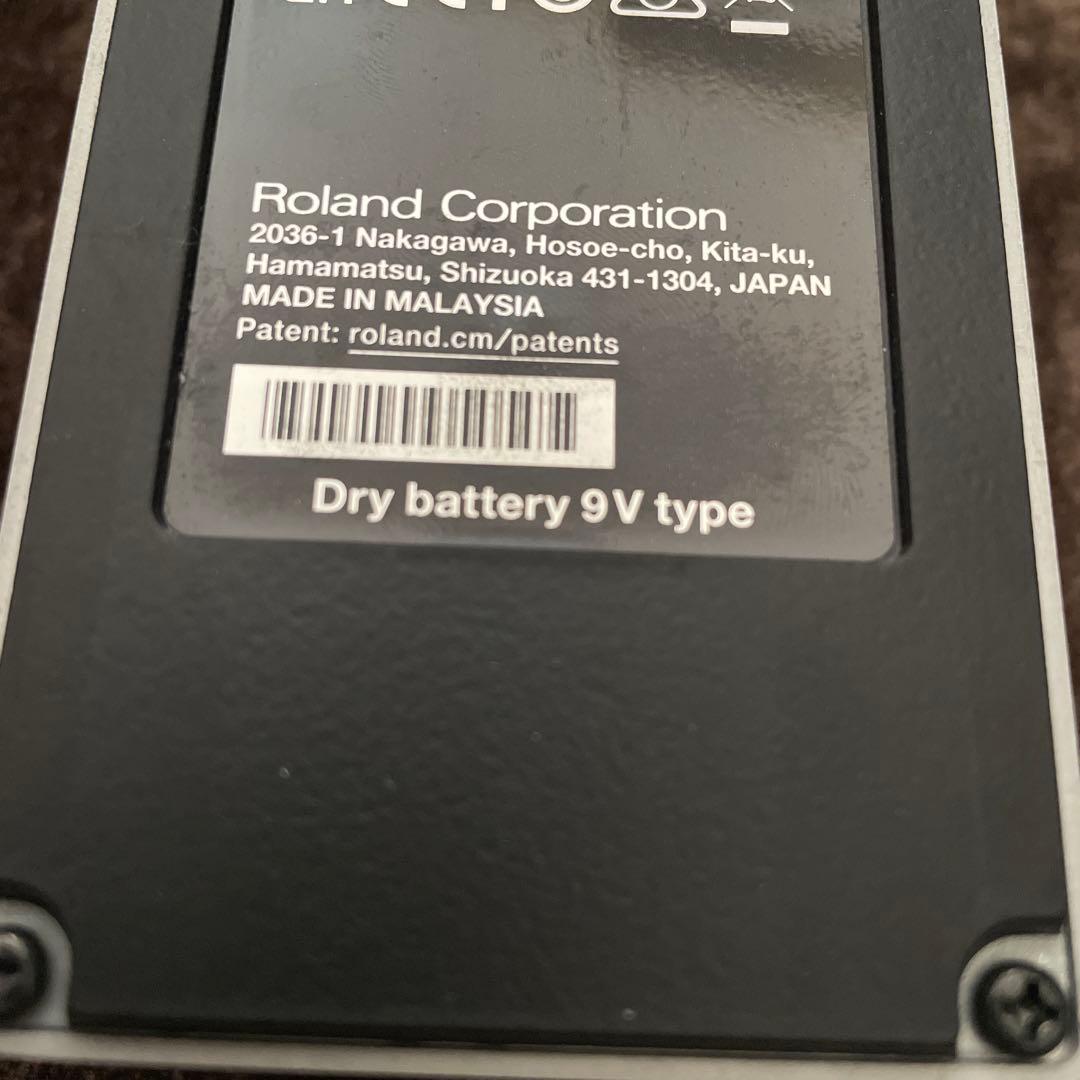 Roland Corporation
2036-1 Nakagawa, Hosoe-cho, Kita-ku,
Hamamatsu, Shizuoka 431-1304, JAPAN
MADE IN MALAYSIA
Patent: roland.cm/patents
Dry battery 9V type